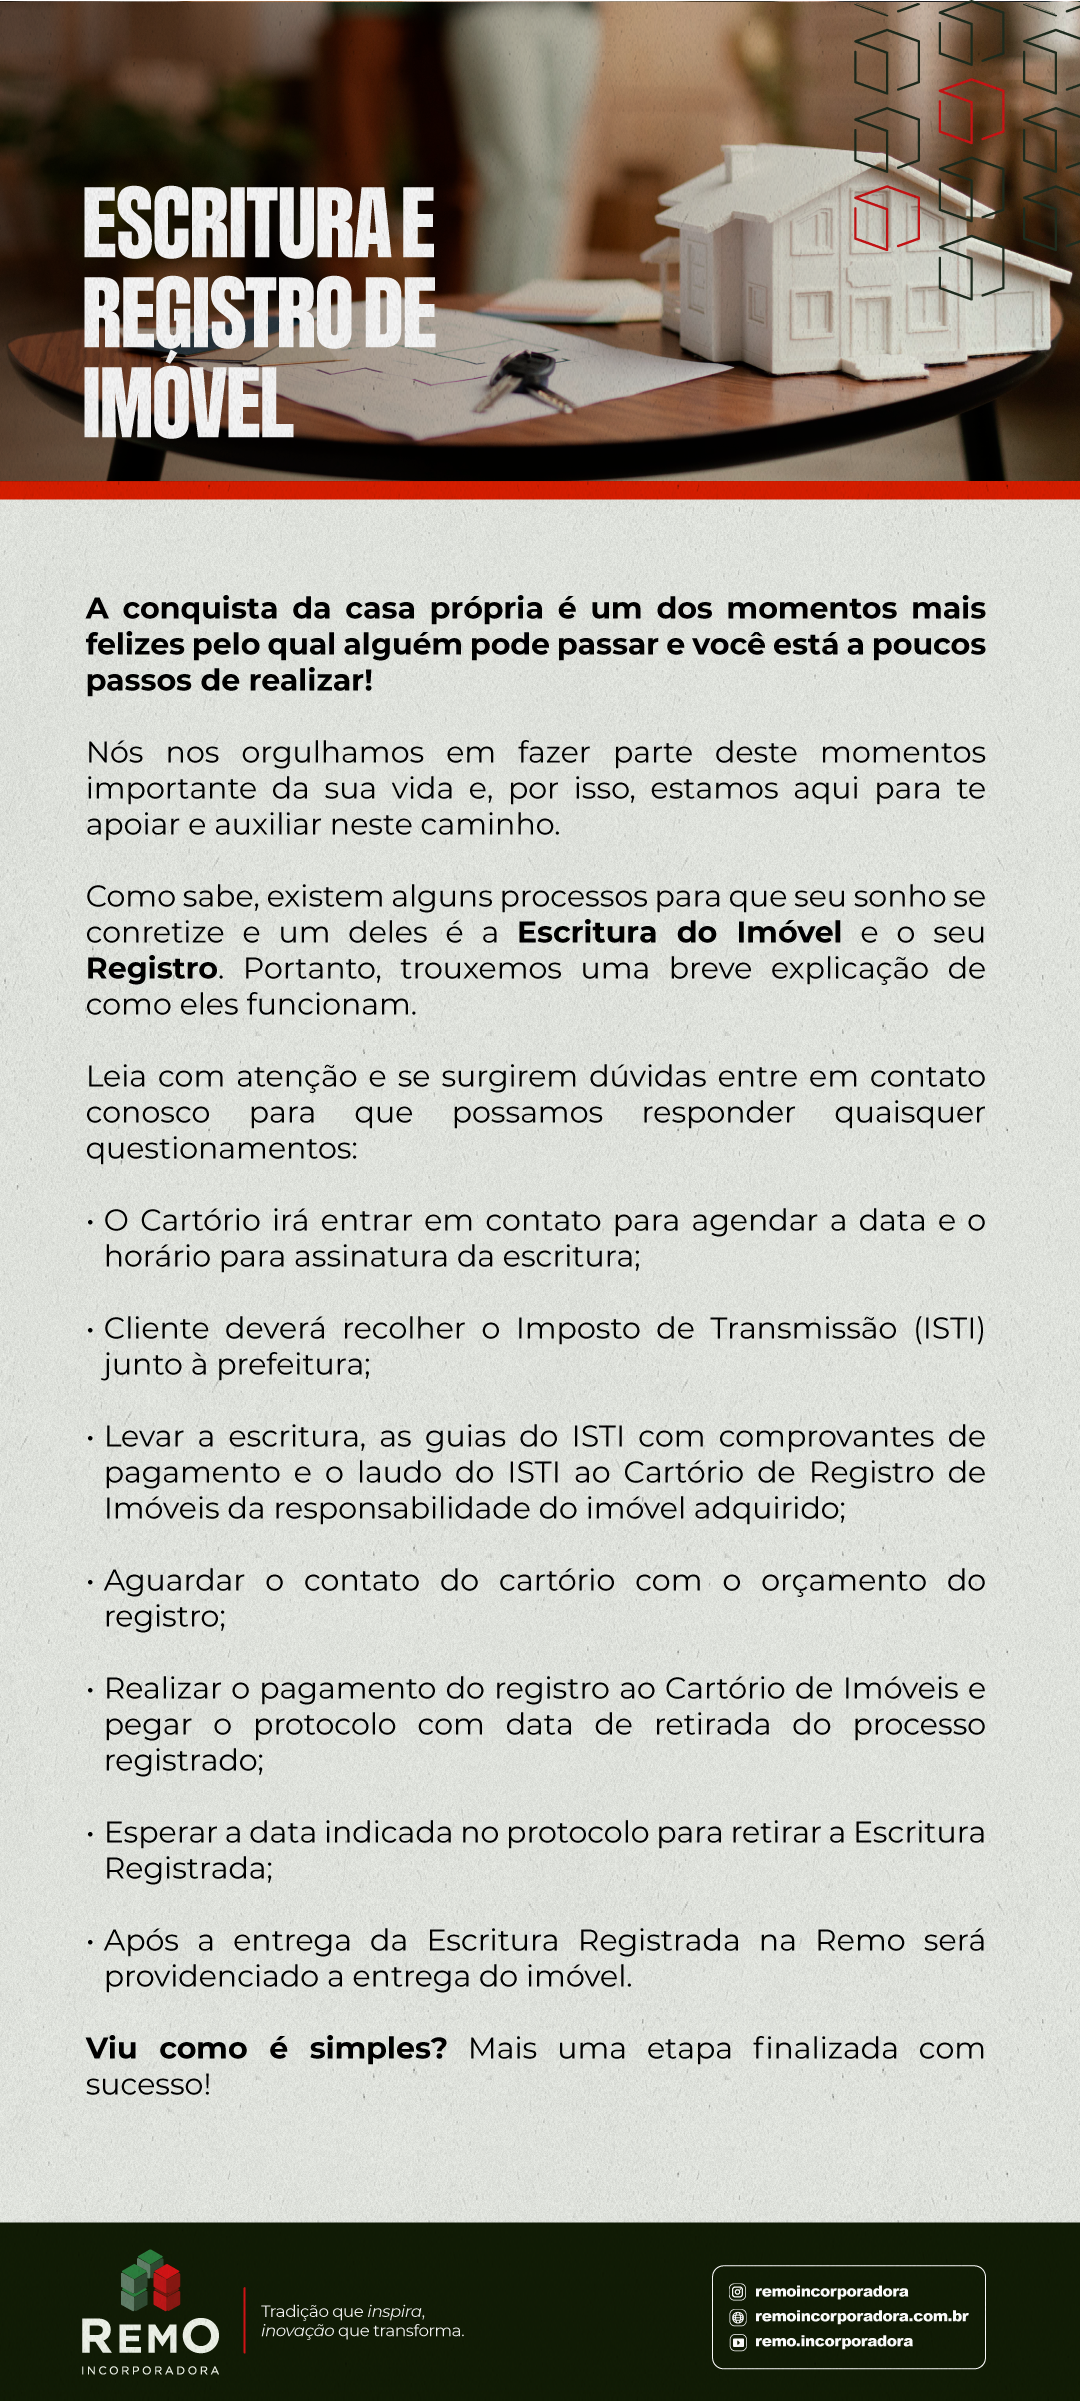 ESCRITURA E
REGISTRO DE
IMÓVEL
A conquista da casa própria é um dos momentos mais
felizes pelo qual alguém pode passar e você está a poucos
passos de realizar!
Nós nos orgulhamos em fazer parte deste momentos
importante da sua vida e, por isso, estamos aqui para te
apoiar e auxiliar neste caminho.
Como sabe, existem alguns processos para que seu sonho se
conretize e um deles é a Escritura do Imóvel e o seu
Registro. Portanto, trouxemos uma breve explicação de
como eles funcionam.
Leia com atenção e se surgirem dúvidas entre em contato
conosco para que possamos responder quaisquer
questionamentos:
• O Cartório irá entrar em contato para agendar a data e o
horário para assinatura da escritura;
• Cliente deverá recolher o Imposto de Transmissão (ISTI)
junto à prefeitura;
• Levar a escritura, as guias do ISTI com comprovantes de
pagamento e o laudo do ISTI ao Cartório de Registro de
Imóveis da responsabilidade do imóvel adquirido;
• Aguardar o contato do cartório com o orçamento do
registro;
• Realizar o pagamento do registro ao Cartório de Imóveis e
pegar o protocolo com data de retirada do processo
registrado;
• Esperar a data indicada no protocolo para retirar a Escritura
Registrada;
• Após a entrega da Escritura Registrada na Remo será
providenciado a entrega do imóvel.
Viu como é simples? Mais uma etapa finalizada com
sucesso!
REMO
INCORPORADORA
Tradição que inspira,
inovação que transforma.
remoincorporadora
remoincorporadora.com.br
remo.incorporadora